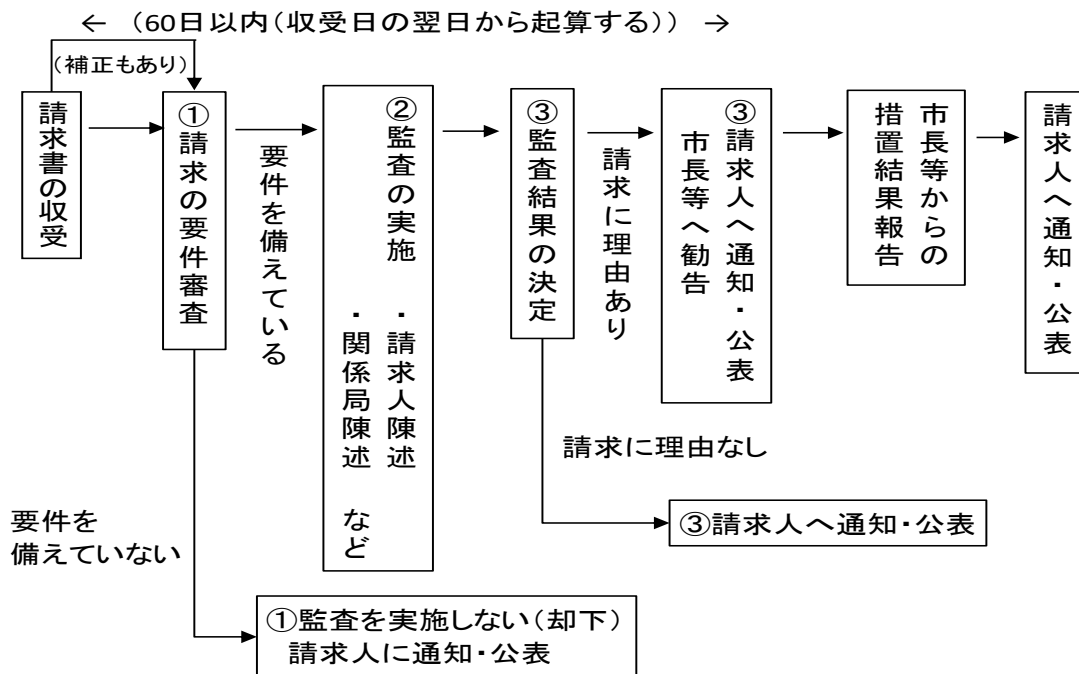 ← (60日以内(収受日の翌日から起算する)) →
(補正もあり)
請求書の収受
①請求の要件審査
要件を備えている
②監査の実施
・請求人陳述
・関係局陳述 など
③監査結果の決定
請求に理由あり
③請求人へ通知・公表
市長等へ勧告
市長等からの
措置結果報告
請求人へ通知・公表
請求に理由なし
③請求人へ通知・公表
要件を
備えていない
①監査を実施しない(却下)
請求人に通知・公表